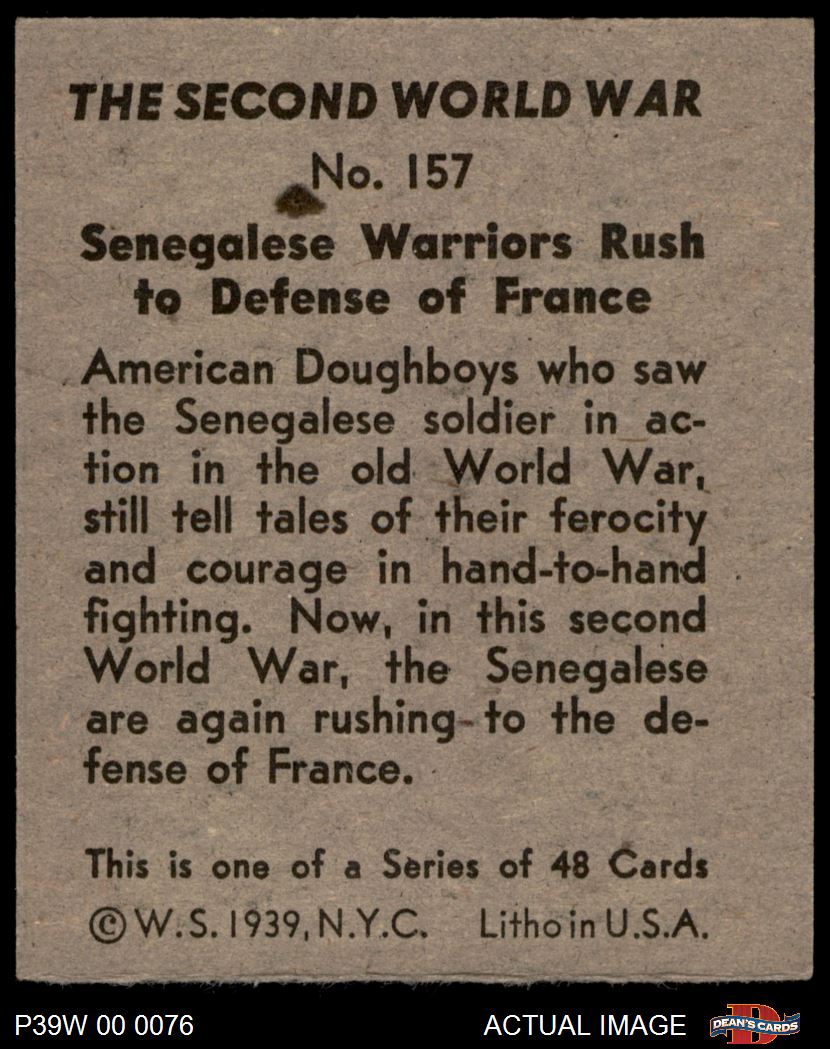 THE SECOND WORLD WAR
No. 157
Senegalese Warriors Rush
to Defense of France
American Doughboys who saw
the Senegalese soldier in ac-
tion in the old World War,
still tell tales of their ferocity
and courage in hand-to-hand
fighting. Now, in this second
World War, the Senegalese
are again rushing to the de-
fense of France.
This is one of a Series of 48 Cards
© W.S. 1939, N.Y.C. Litho in U.S.A.
P39W 00 0076 ACTUAL IMAGE DEAN'S CARDS